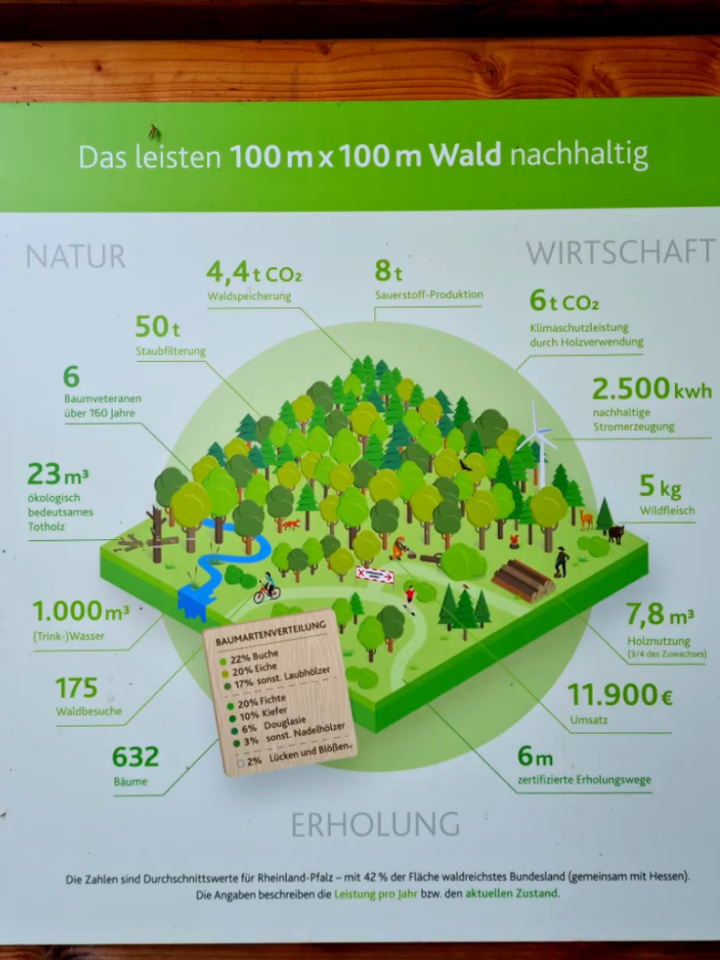 Das leisten 100 m x 100 m Wald nachhaltig
NATUR
WIRTSCHAFT
4,4 t CO₂
Waldspeicherung
8 t
Sauerstoff-Produktion
6 t CO₂
Klimaschutzleistung
durch Holzverwendung
50 t
Staubfilterung
2.500 kwh
nachhaltige
Stromerzeugung
6
Baumveteranen
über 160 Jahre
23 m³
ökologisch
bedeutsames
Totholz
5 kg
Wildfleisch
1.000 m³
(Trink-)Wasser
7,8 m³
Holznutzung
(3/4 des Zuwachses)
175
Waldbesuche
11.900 €
Umsatz
632
Bäume
6 m
zertifizierte Erholungswege
BAUMARTENVERTEILUNG
22% Buche
20% Eiche
17% sonst. Laubhölzer
20% Fichte
10% Kiefer
6% Douglasie
3% sonst. Nadelhölzer
2% Lücken und Blößen
ERHOLUNG
Die Zahlen sind Durchschnittswerte für Rheinland-Pfalz – mit 42 % der Fläche waldreichstes Bundesland (gemeinsam mit Hessen).
Die Angaben beschreiben die Leistung pro Jahr bzw. den aktuellen Zustand.